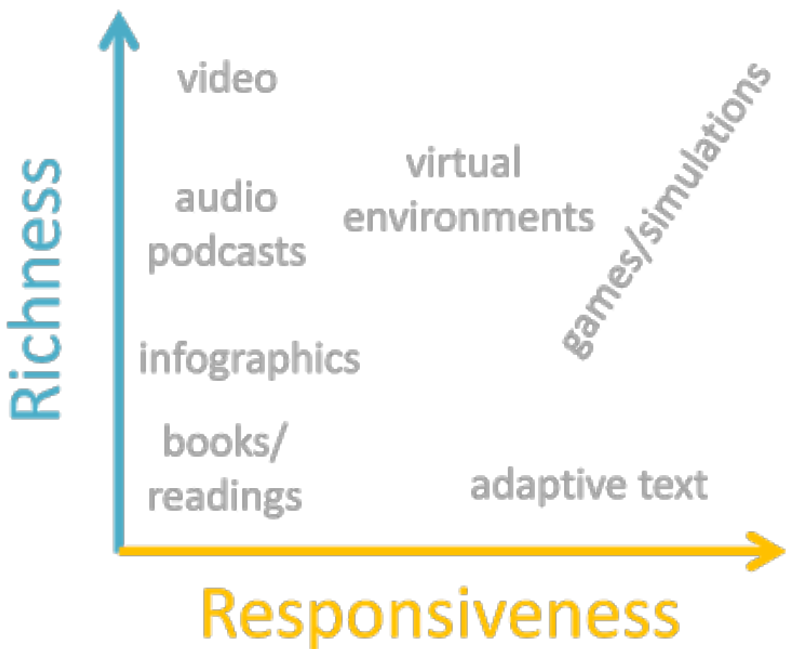 Richness
video
audio
podcasts
virtual
environments
games/simulations
infographics
books/
readings
adaptive text
Responsiveness